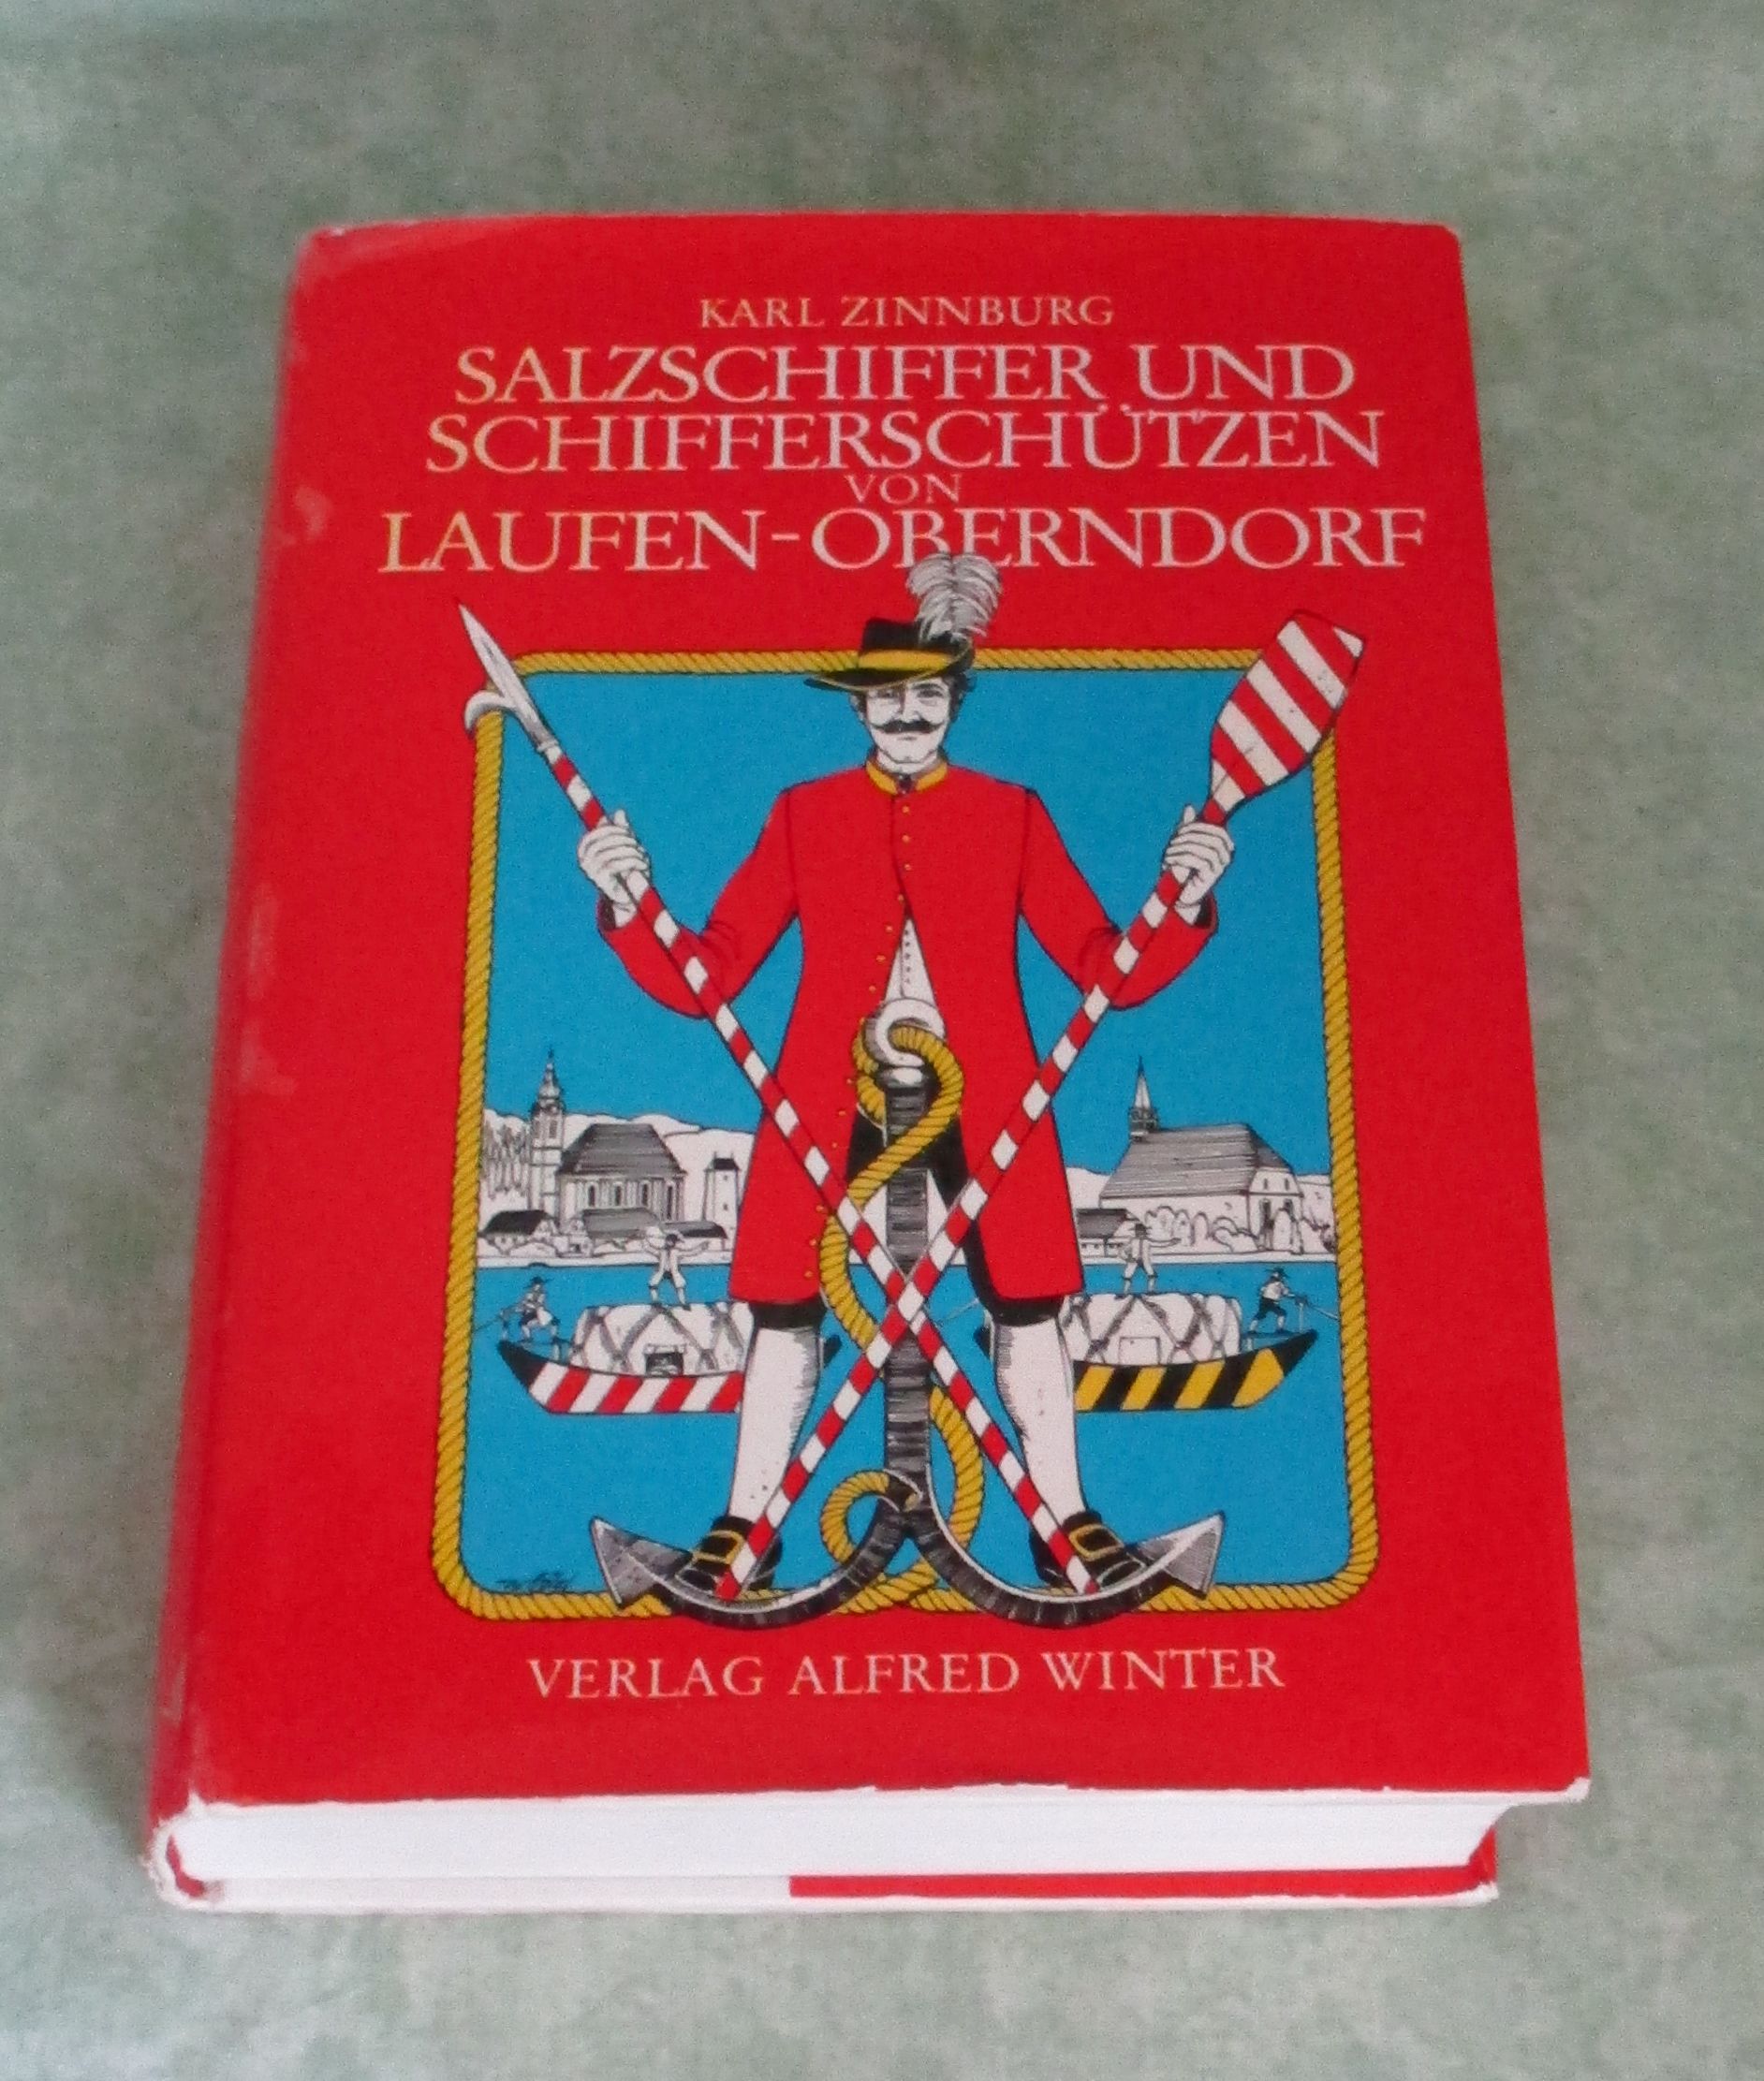 KARL ZINNBURG
SALZSCHIFFER UND
SCHIFFERSCHÜTZEN
VON
LAUFEN-OBERNDORF
VERLAG ALFRED WINTER